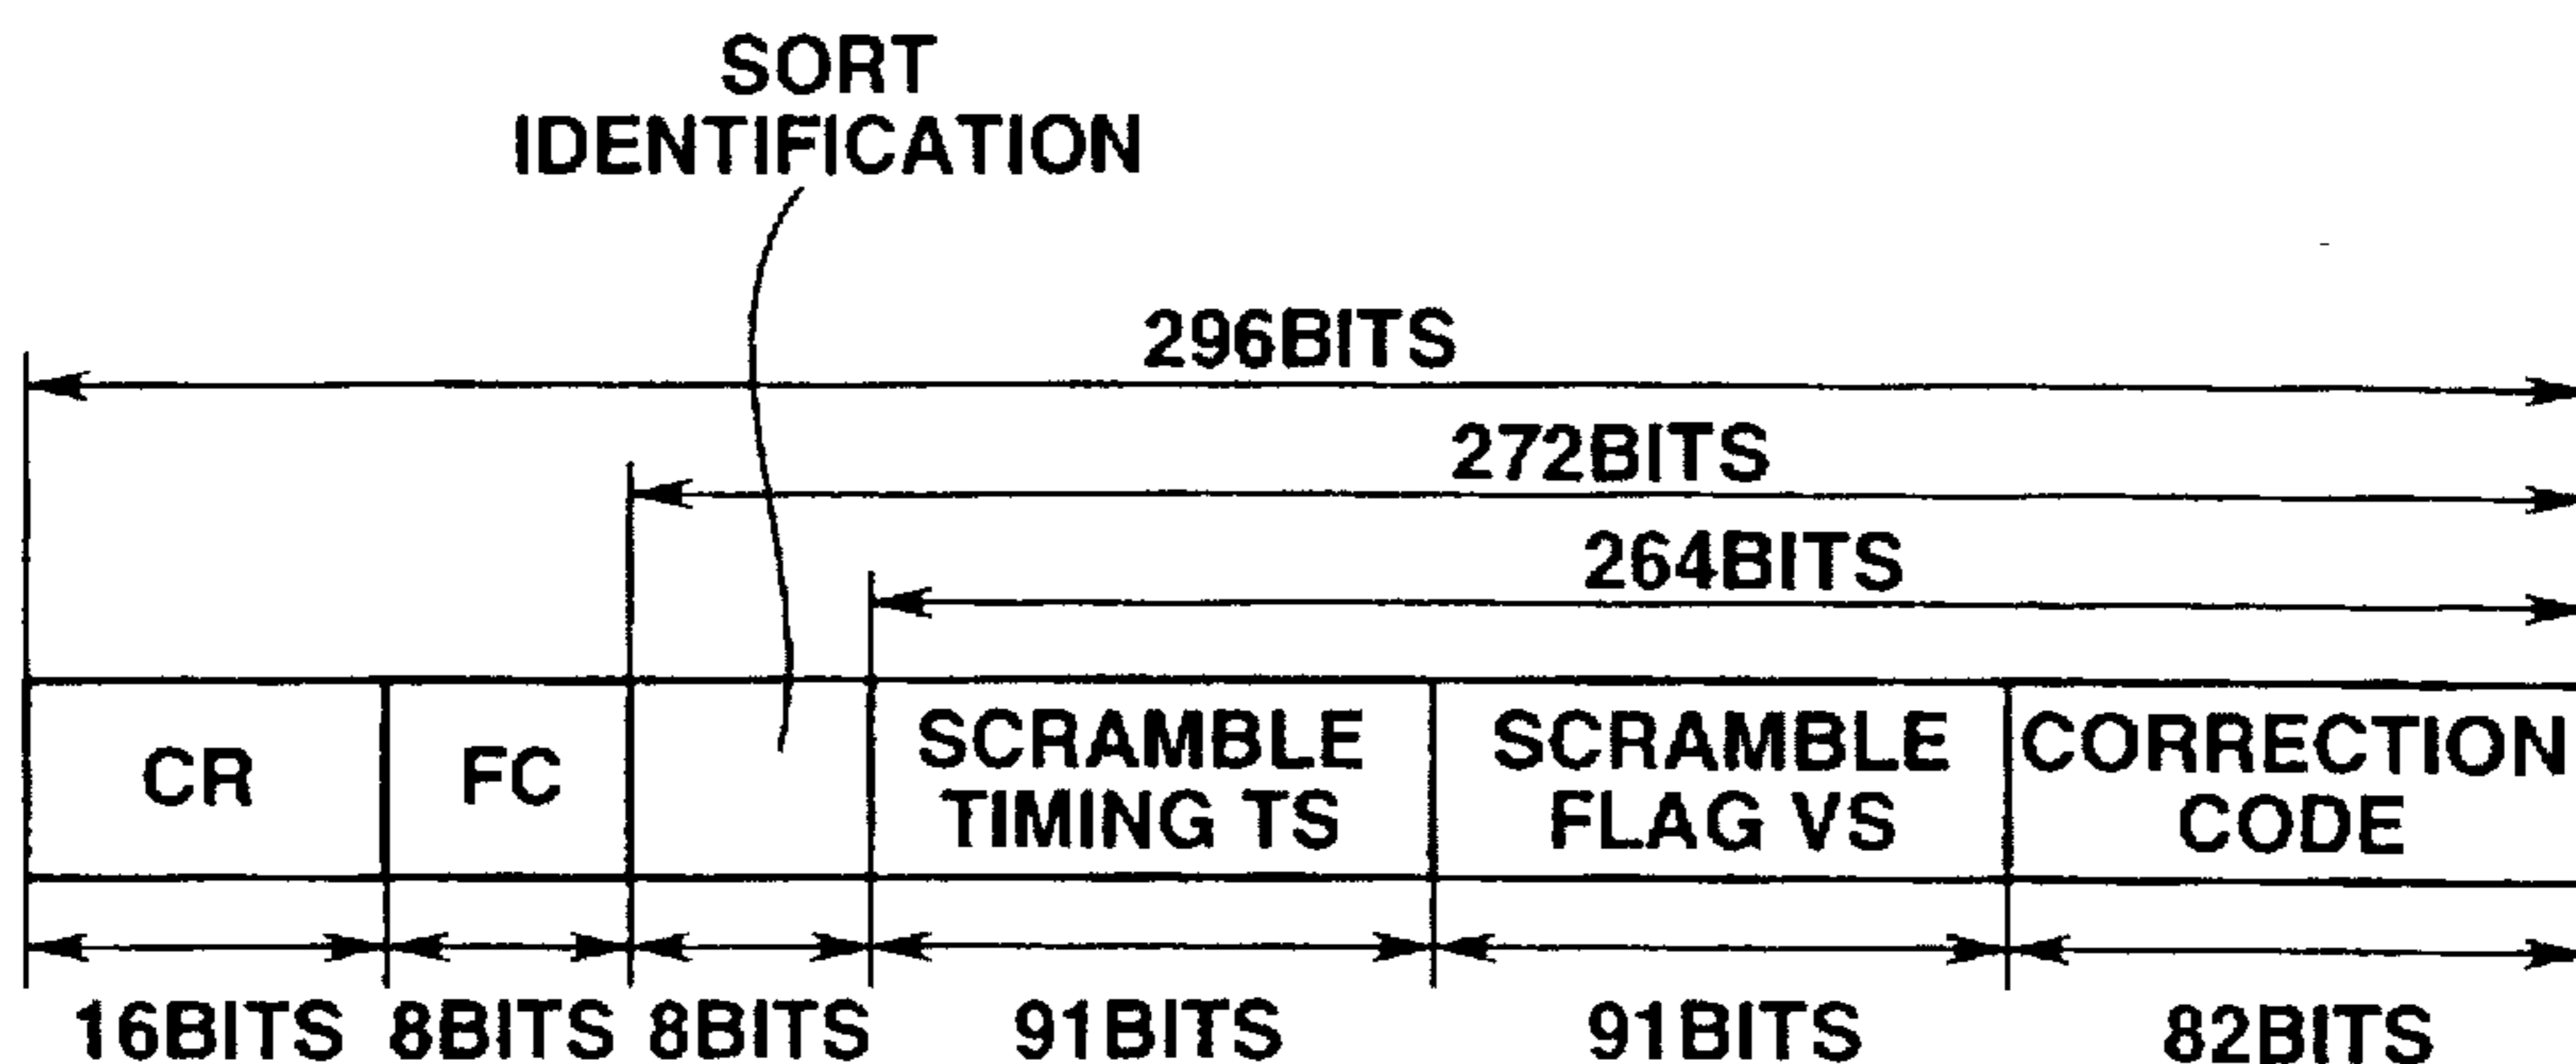 SORT
IDENTIFICATION
296BITS
272BITS
264BITS
CR
FC
SCRAMBLE
TIMING TS
SCRAMBLE
FLAG VS
CORRECTION
CODE
16BITS
8BITS
8BITS
91BITS
91BITS
82BITS